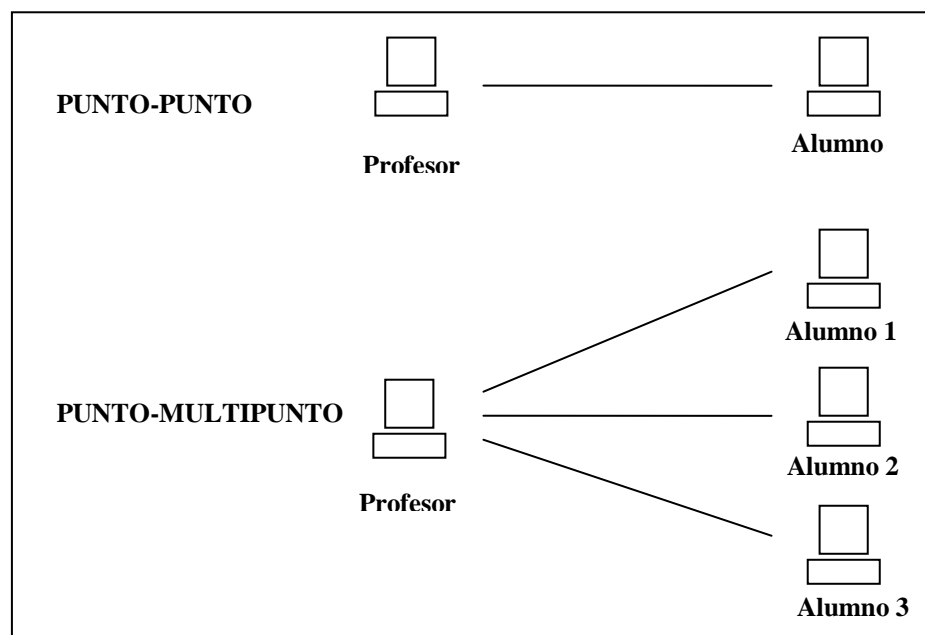 PUNTO-PUNTO
Profesor
Alumno
Alumno 1
PUNTO-MULTIPUNTO
Profesor
Alumno 2
Alumno 3